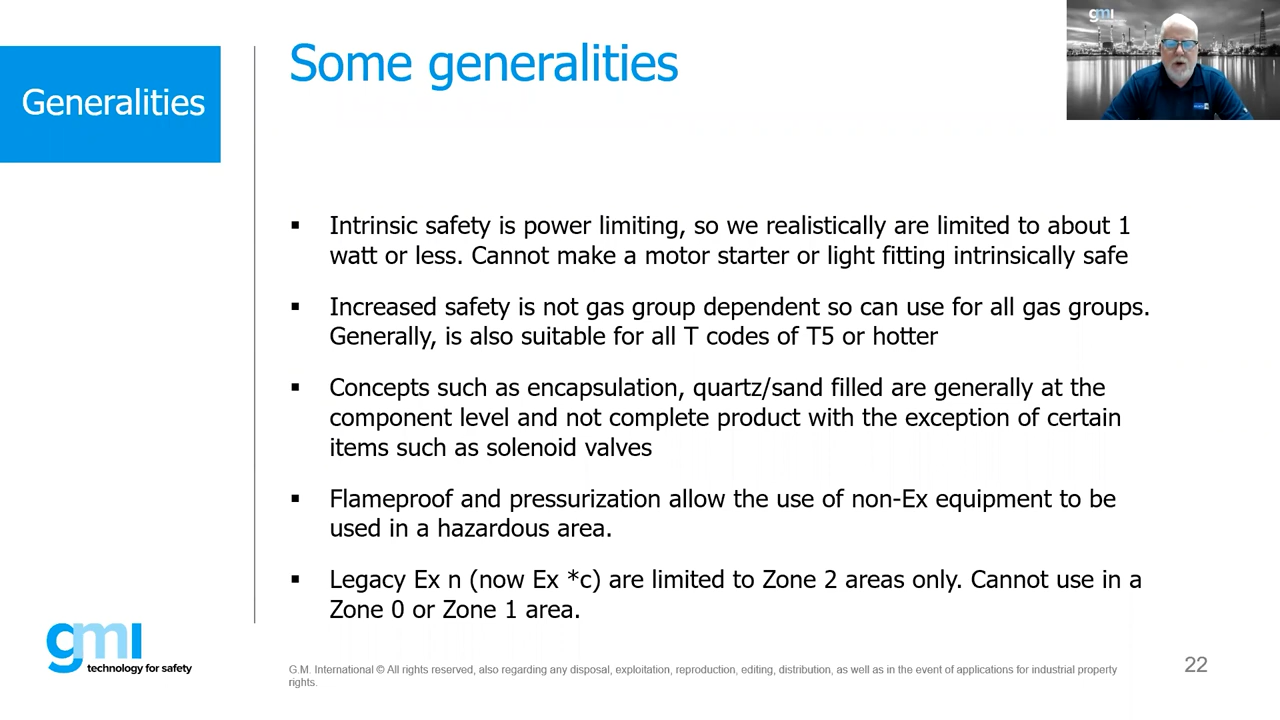 Generalities
Some generalities
gmi
▪ Intrinsic safety is power limiting, so we realistically are limited to about 1
watt or less. Cannot make a motor starter or light fitting intrinsically safe
▪ Increased safety is not gas group dependent so can use for all gas groups.
Generally, is also suitable for all T codes of T5 or hotter
▪ Concepts such as encapsulation, quartz/sand filled are generally at the
component level and not complete product with the exception of certain
items such as solenoid valves
▪ Flameproof and pressurization allow the use of non-Ex equipment to be
used in a hazardous area.
▪ Legacy Ex n (now Ex *c) are limited to Zone 2 areas only. Cannot use in a
Zone 0 or Zone 1 area.
gmi
technology for safety
G.M. International © All rights reserved, also regarding any disposal, exploitation, reproduction, editing, distribution, as well as in the event of applications for industrial property
rights.
22